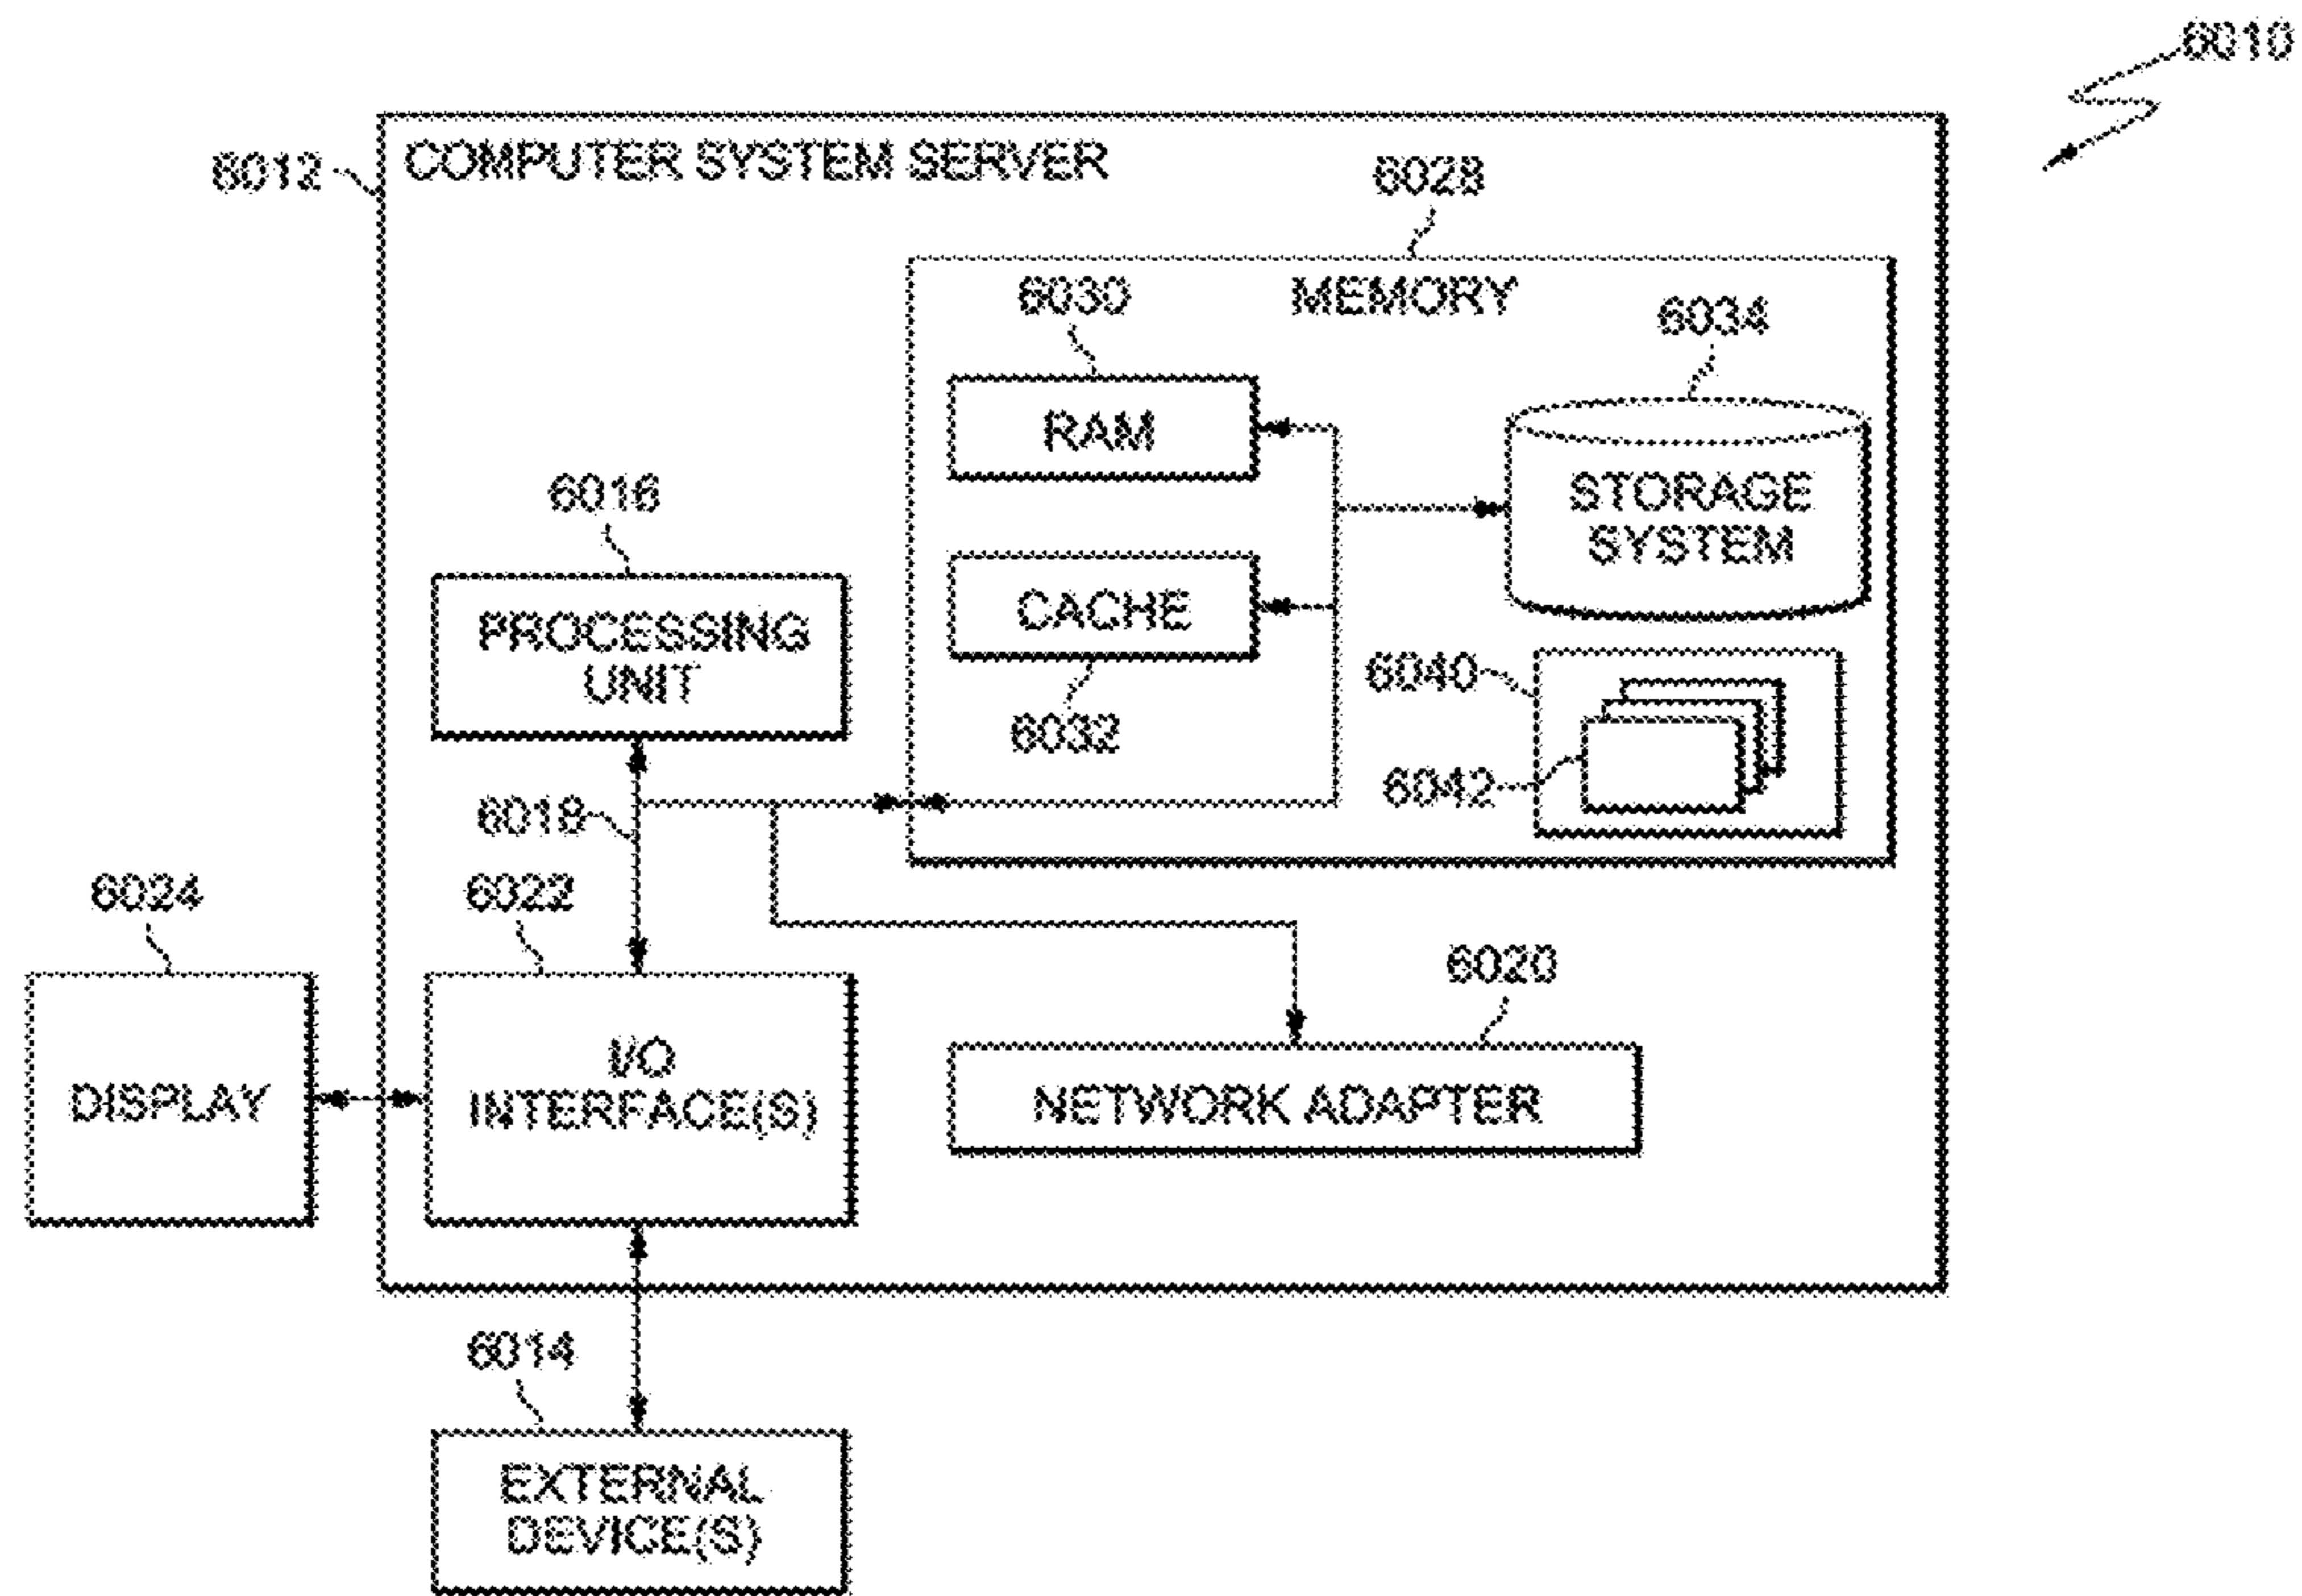 6010
6012
COMPUTER SYSTEM SERVER
6028
MEMORY
6030
6034
RAM
STORAGE
SYSTEM
6016
PROCESSING
UNIT
CACHE
6032
6040
6042
6018
6024
6022
6020
DISPLAY
I/O
INTERFACE(S)
NETWORK ADAPTER
6014
EXTERNAL
DEVICE(S)